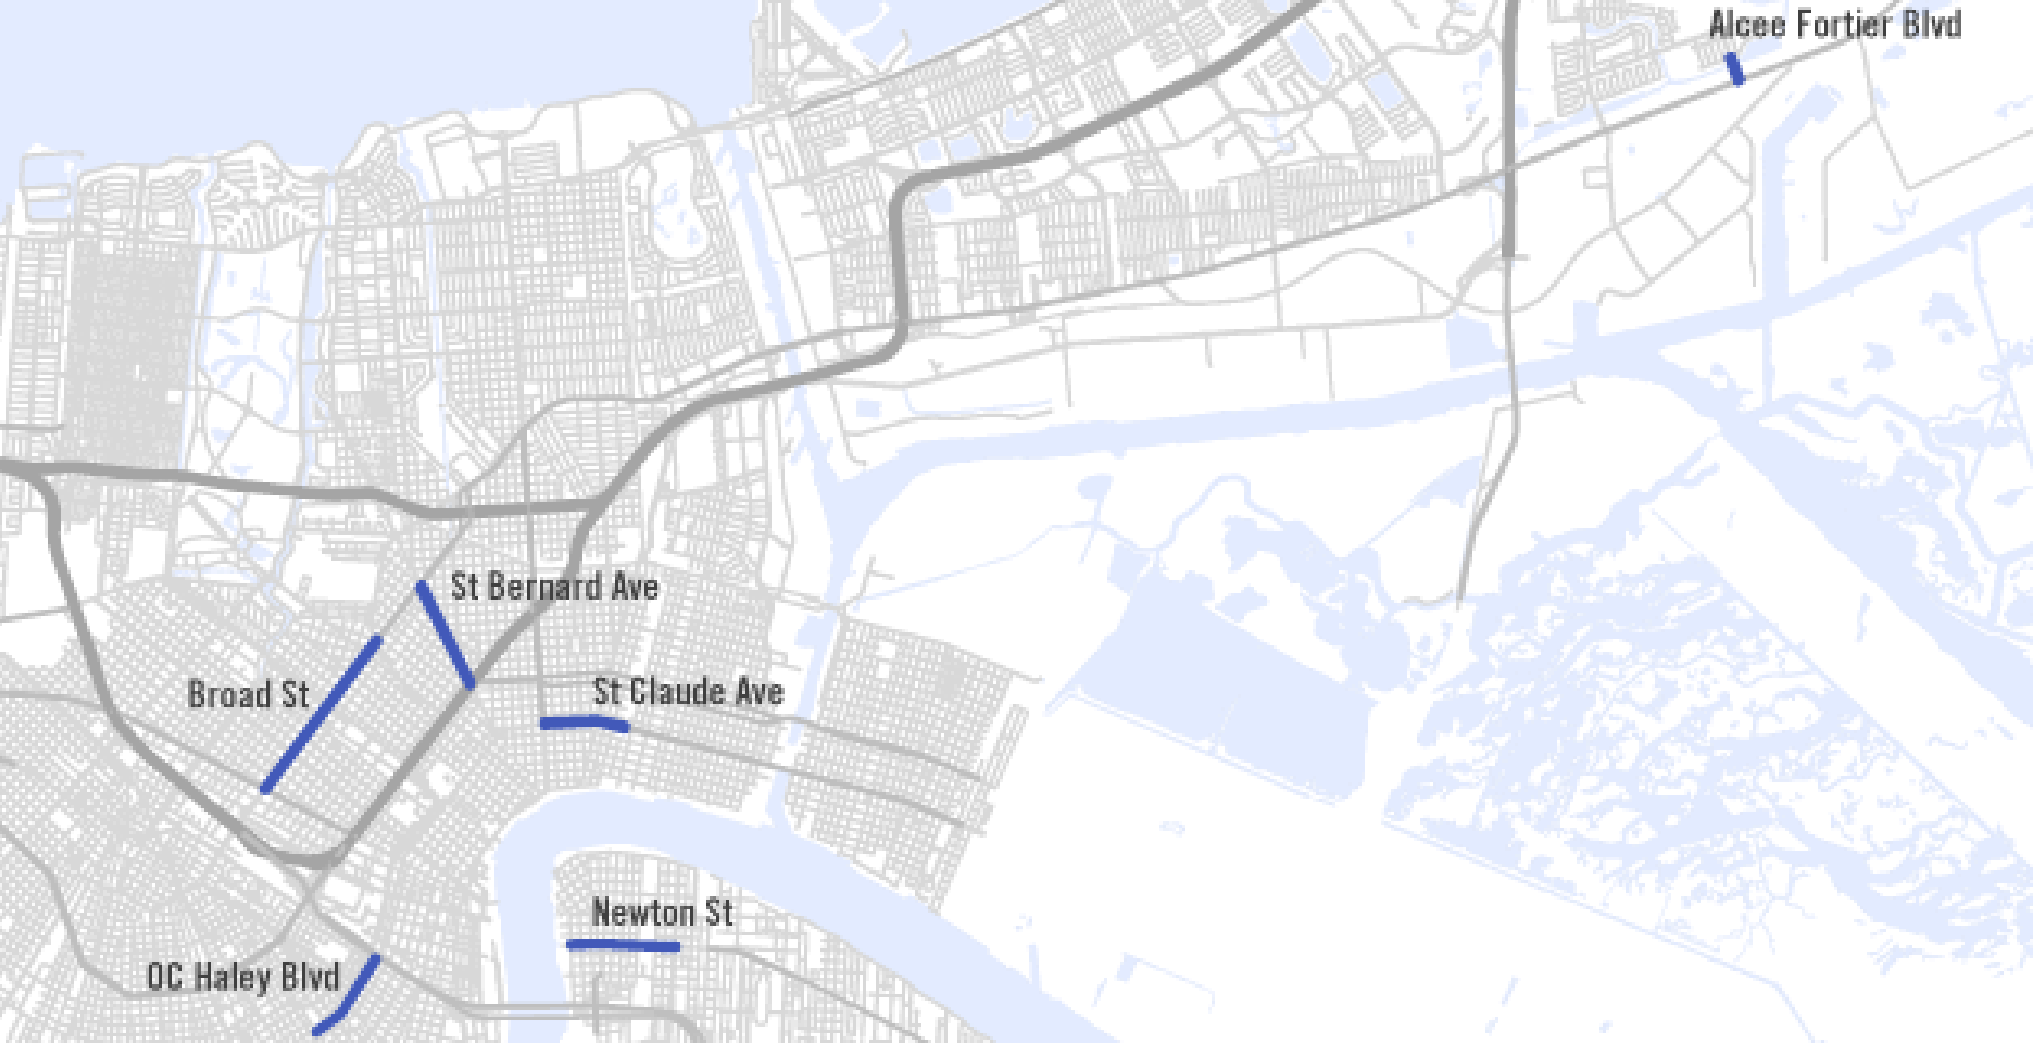 Alcee Fortier Blvd
St Bernard Ave
Broad St
St Claude Ave
Newton St
OC Haley Blvd